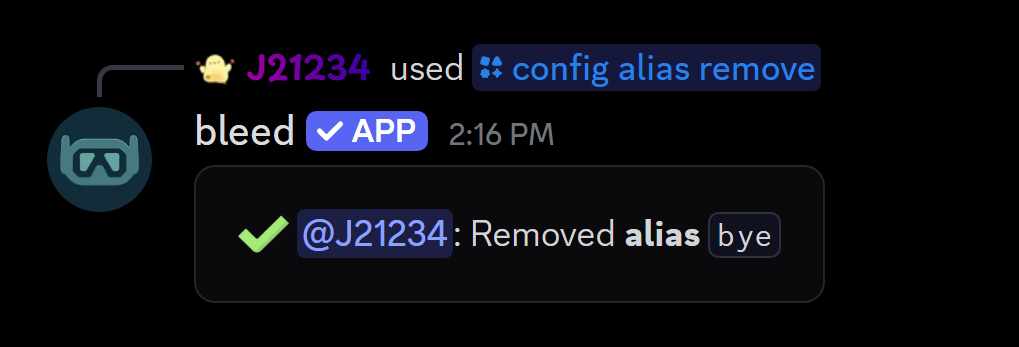 J21234 used config alias remove
bleed APP 2:16 PM
@J21234: Removed alias bye